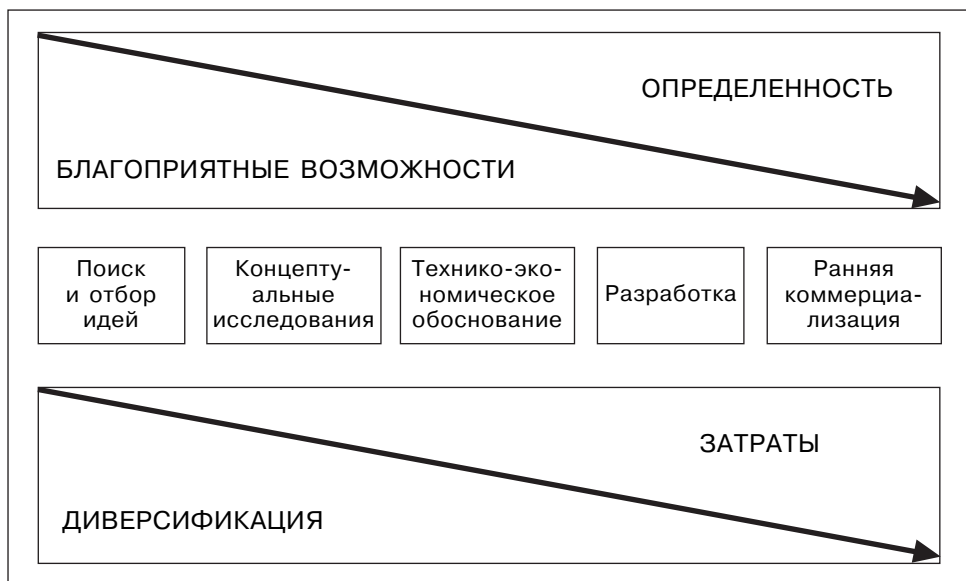 ОПРЕДЕЛЕННОСТЬ
БЛАГОПРИЯТНЫЕ ВОЗМОЖНОСТИ
Поиск
и отбор
идей
Концепту-
альные
исследования
Технико-эко-
номическое
обоснование
Разработка
Ранняя
коммерциа-
лизация
ЗАТРАТЫ
ДИВЕРСИФИКАЦИЯ